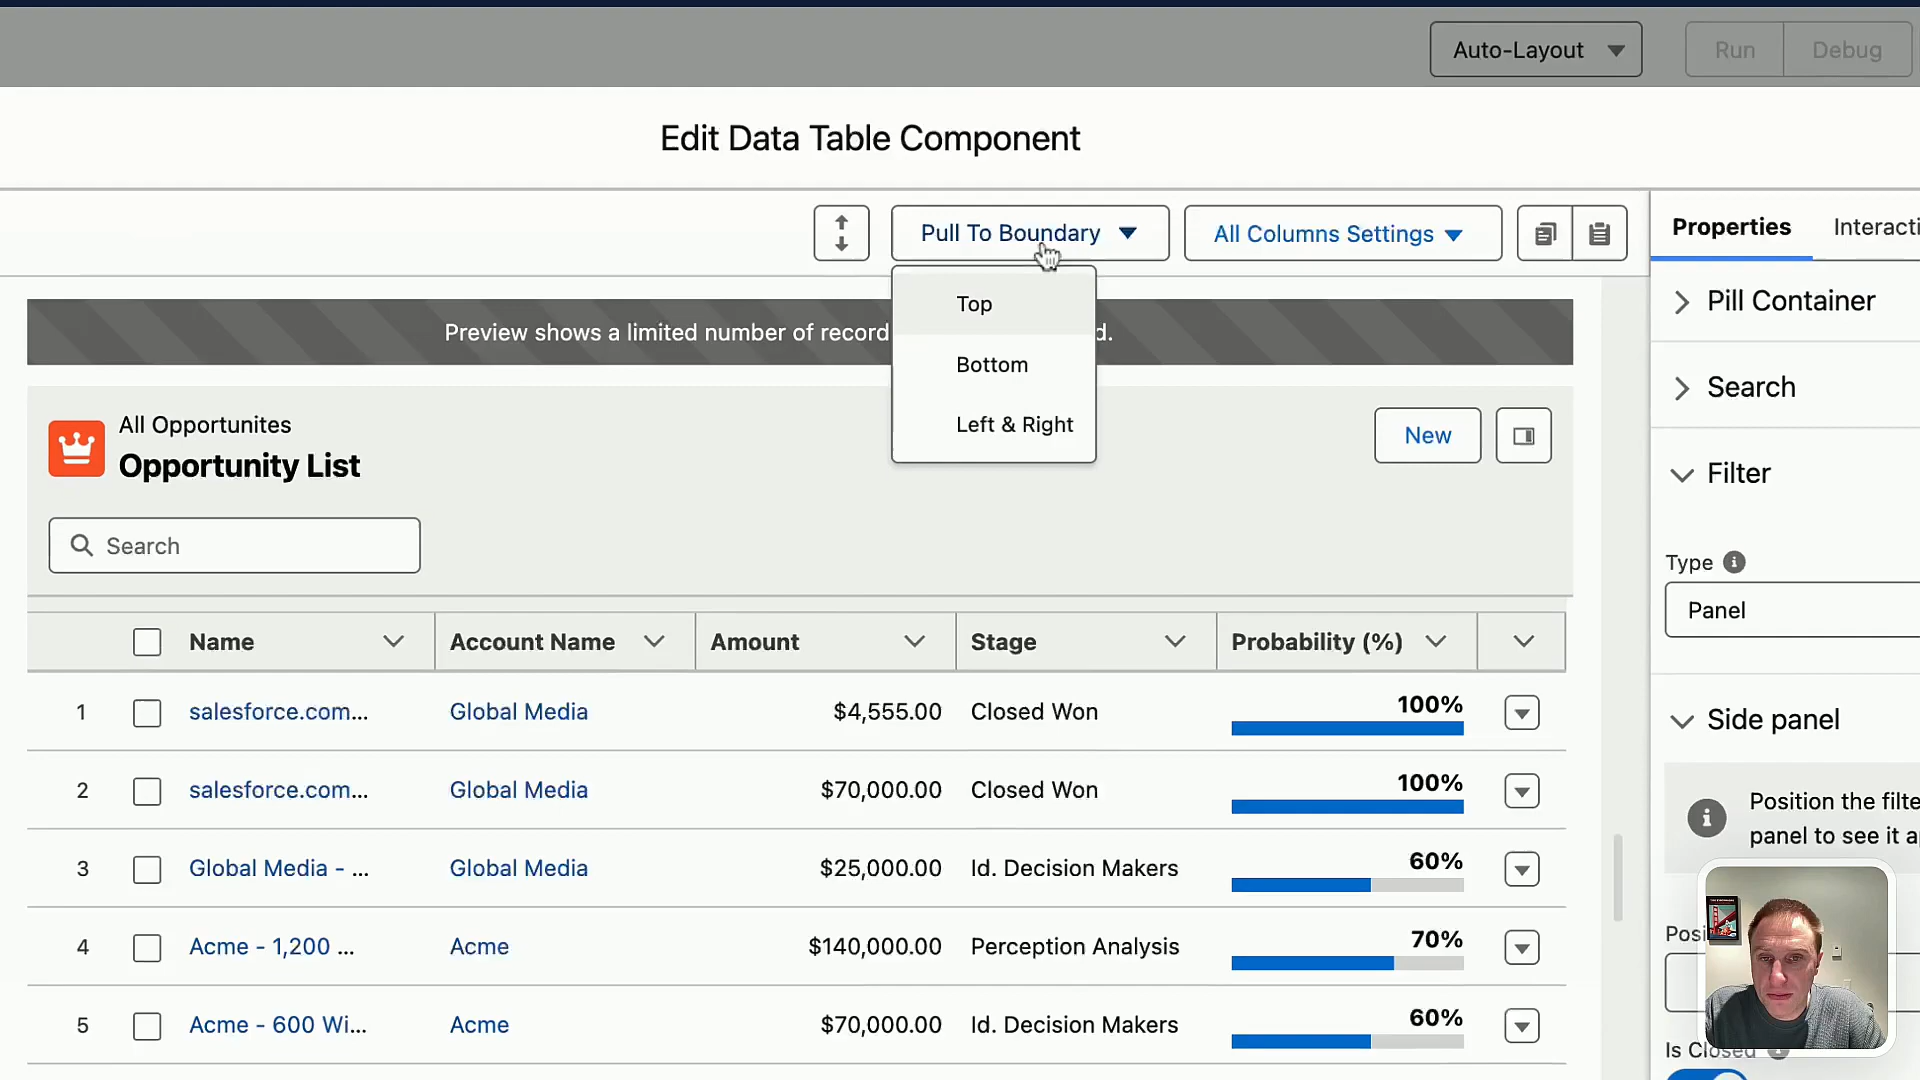 Auto-Layout
Run
Debug
Edit Data Table Component
Pull To Boundary
All Columns Settings
Properties
Interacti
Top
Bottom
Left & Right
Preview shows a limited number of record
d.
All Opportunites
Opportunity List
New
Search
Name
Account Name
Amount
Stage
Probability (%)
1 salesforce.com... Global Media $4,555.00 Closed Won 100%
2 salesforce.com... Global Media $70,000.00 Closed Won 100%
3 Global Media - ... Global Media $25,000.00 Id. Decision Makers 60%
4 Acme - 1,200 ... Acme $140,000.00 Perception Analysis 70%
5 Acme - 600 Wi... Acme $70,000.00 Id. Decision Makers 60%
Pill Container
Search
Filter
Type
Panel
Side panel
Position the filte
panel to see it a
Posi
Is Closed